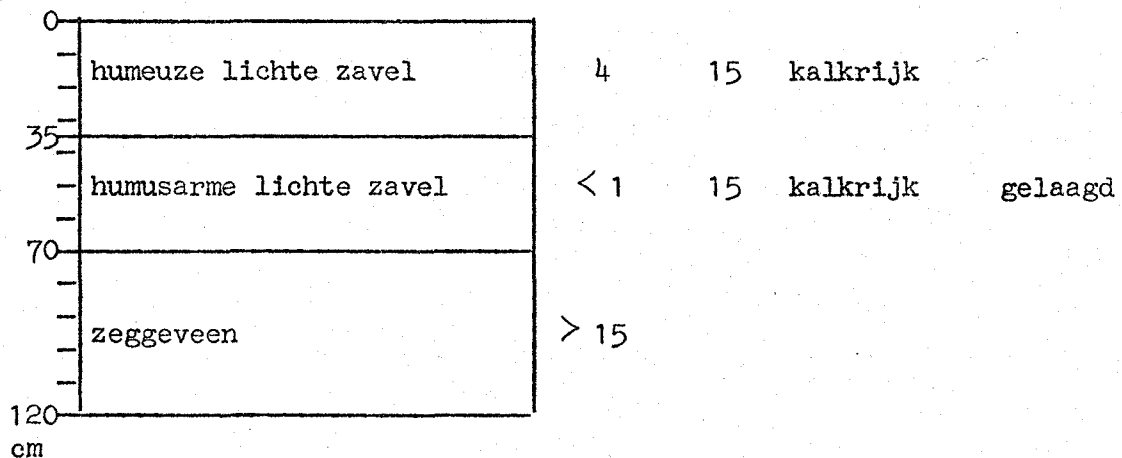 0
humeuze lichte zavel 4 15 kalkrijk
35
humusarme lichte zavel < 1 15 kalkrijk gelaagd
70
zeggeveen > 15
120
cm